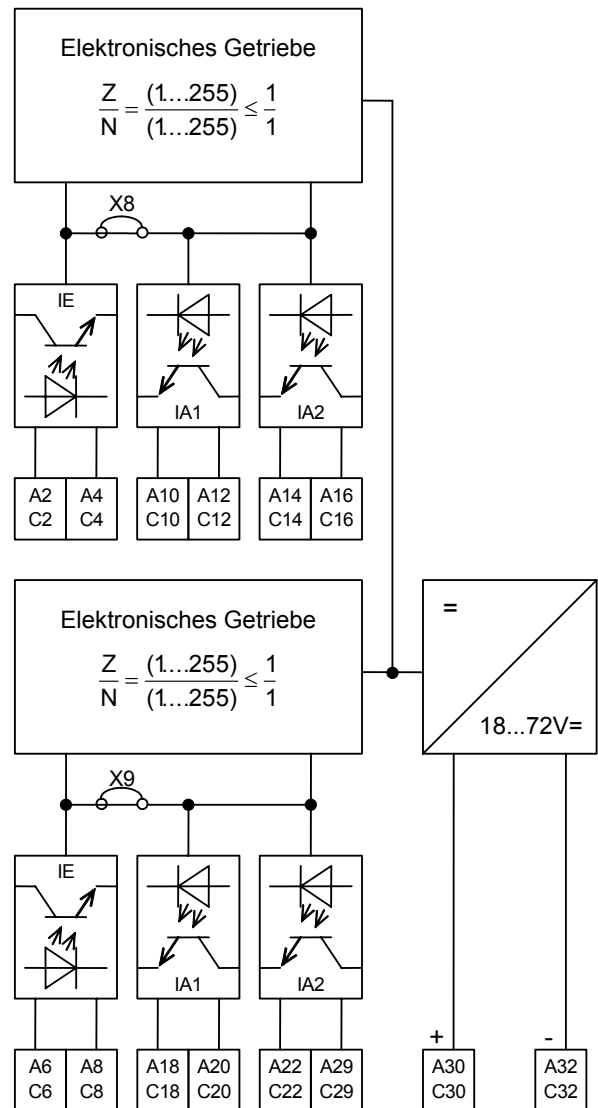 Elektronisches Getriebe
Z/N = (1....255)/(1....255) ≤ 1/1
X8
IE
IA1 IA2
A2 A4 A10 A12 A14 A16
C2 C4 C10 C12 C14 C16
Elektronisches Getriebe
Z/N = (1....255)/(1....255) ≤ 1/1
=
18...72V=
X9
IE
IA1 IA2
+ -
A6 A8 A18 A20 A22 A29 A30 A32
C6 C8 C18 C20 C22 C29 C30 C32